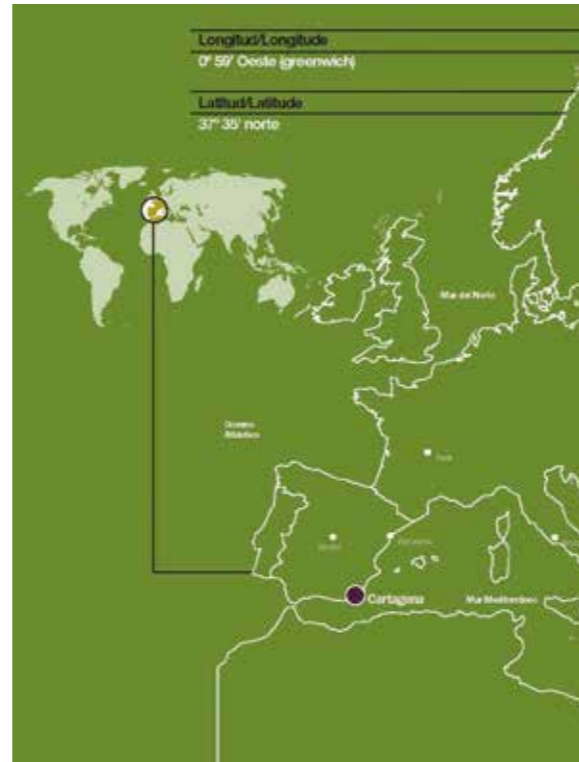 Longitud/Longitude
0º 59' Oeste (greenwich)
Latitud/Latitude
37º 35' norte
Mar del Norte
Océano
Atlántico
Cartagena
Mar Mediterráneo